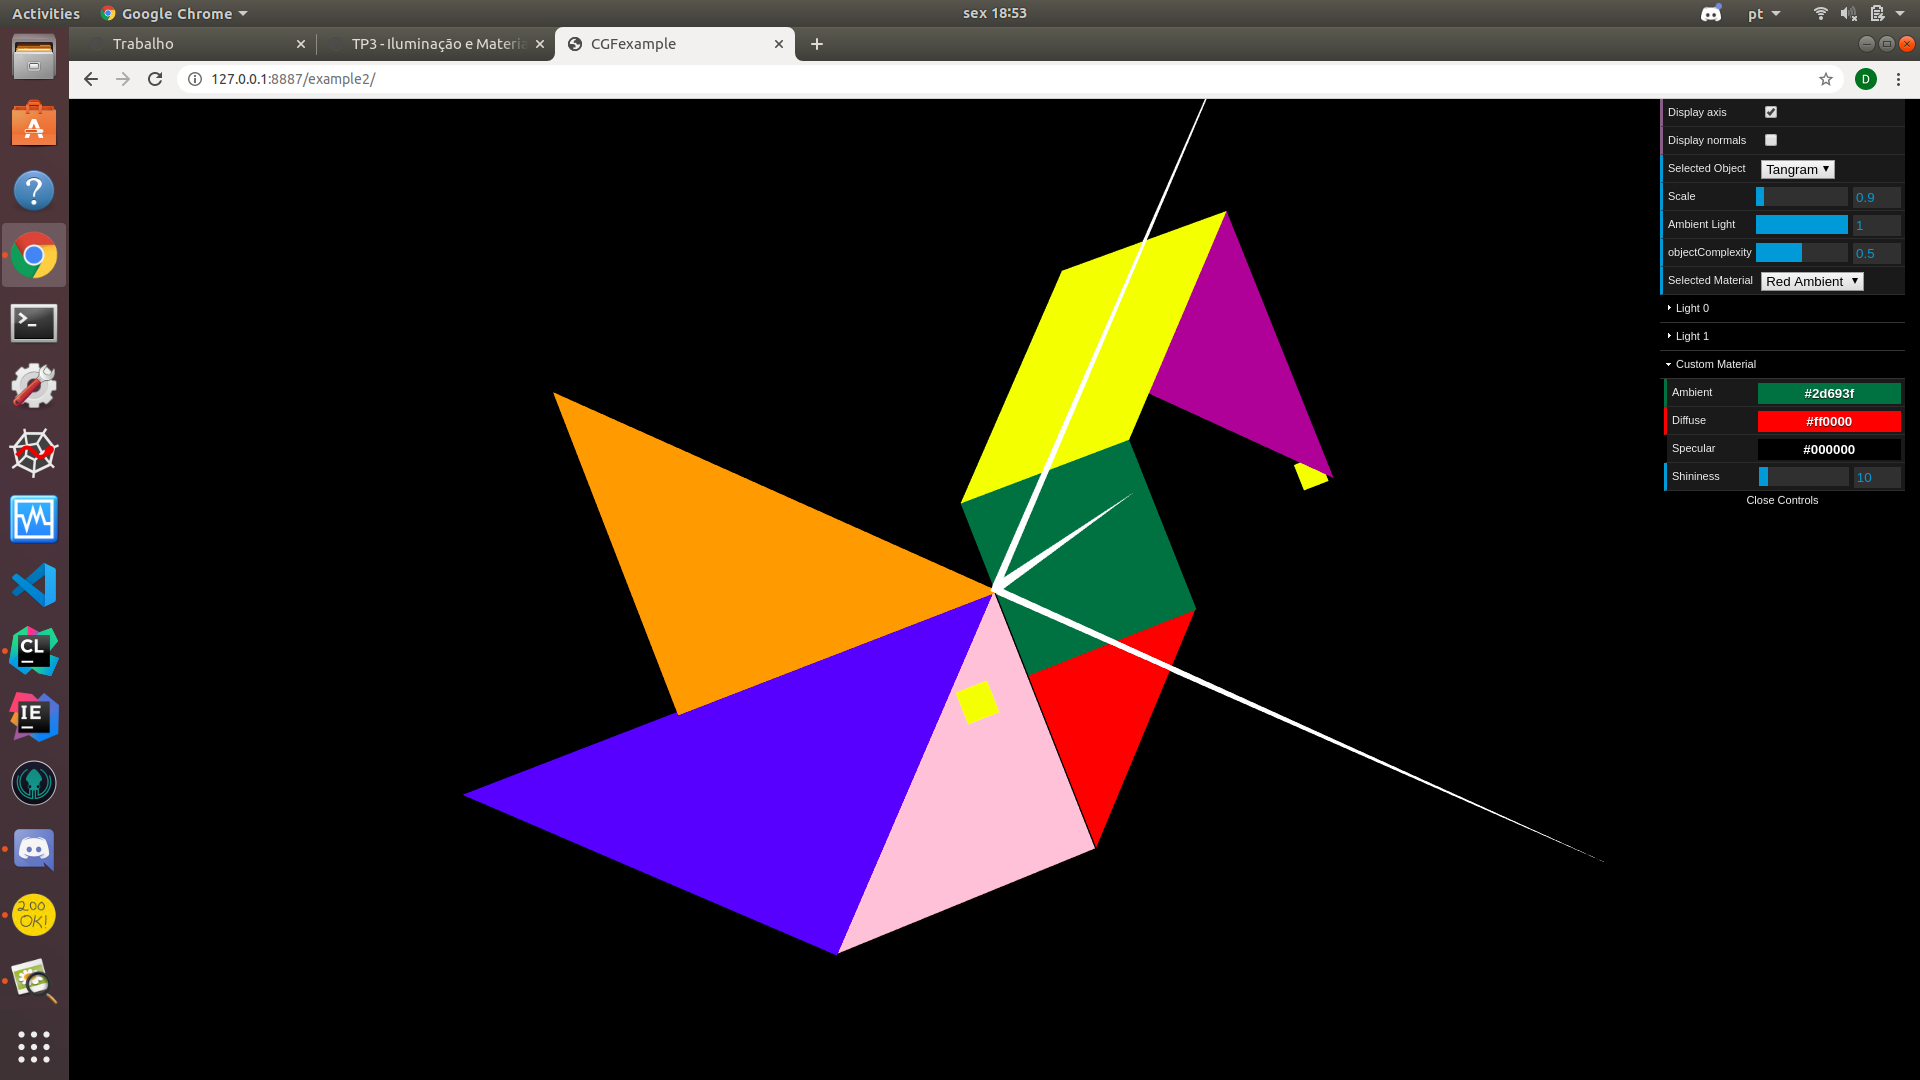 Activities
Google Chrome
sex 18:53
pt
Trabalho
TP3 - Iluminação e Materia
CGFexample
127.0.0.1:8887/example2/
D
Display axis
Display normals
Selected Object Tangram
Scale 0.9
Ambient Light 1
objectComplexity 0.5
Selected Material Red Ambient
Light 0
Light 1
Custom Material
Ambient #2d693f
Diffuse #ff0000
Specular #000000
Shininess 10
Close Controls
A
?
>_
CL
IE
200
OK!